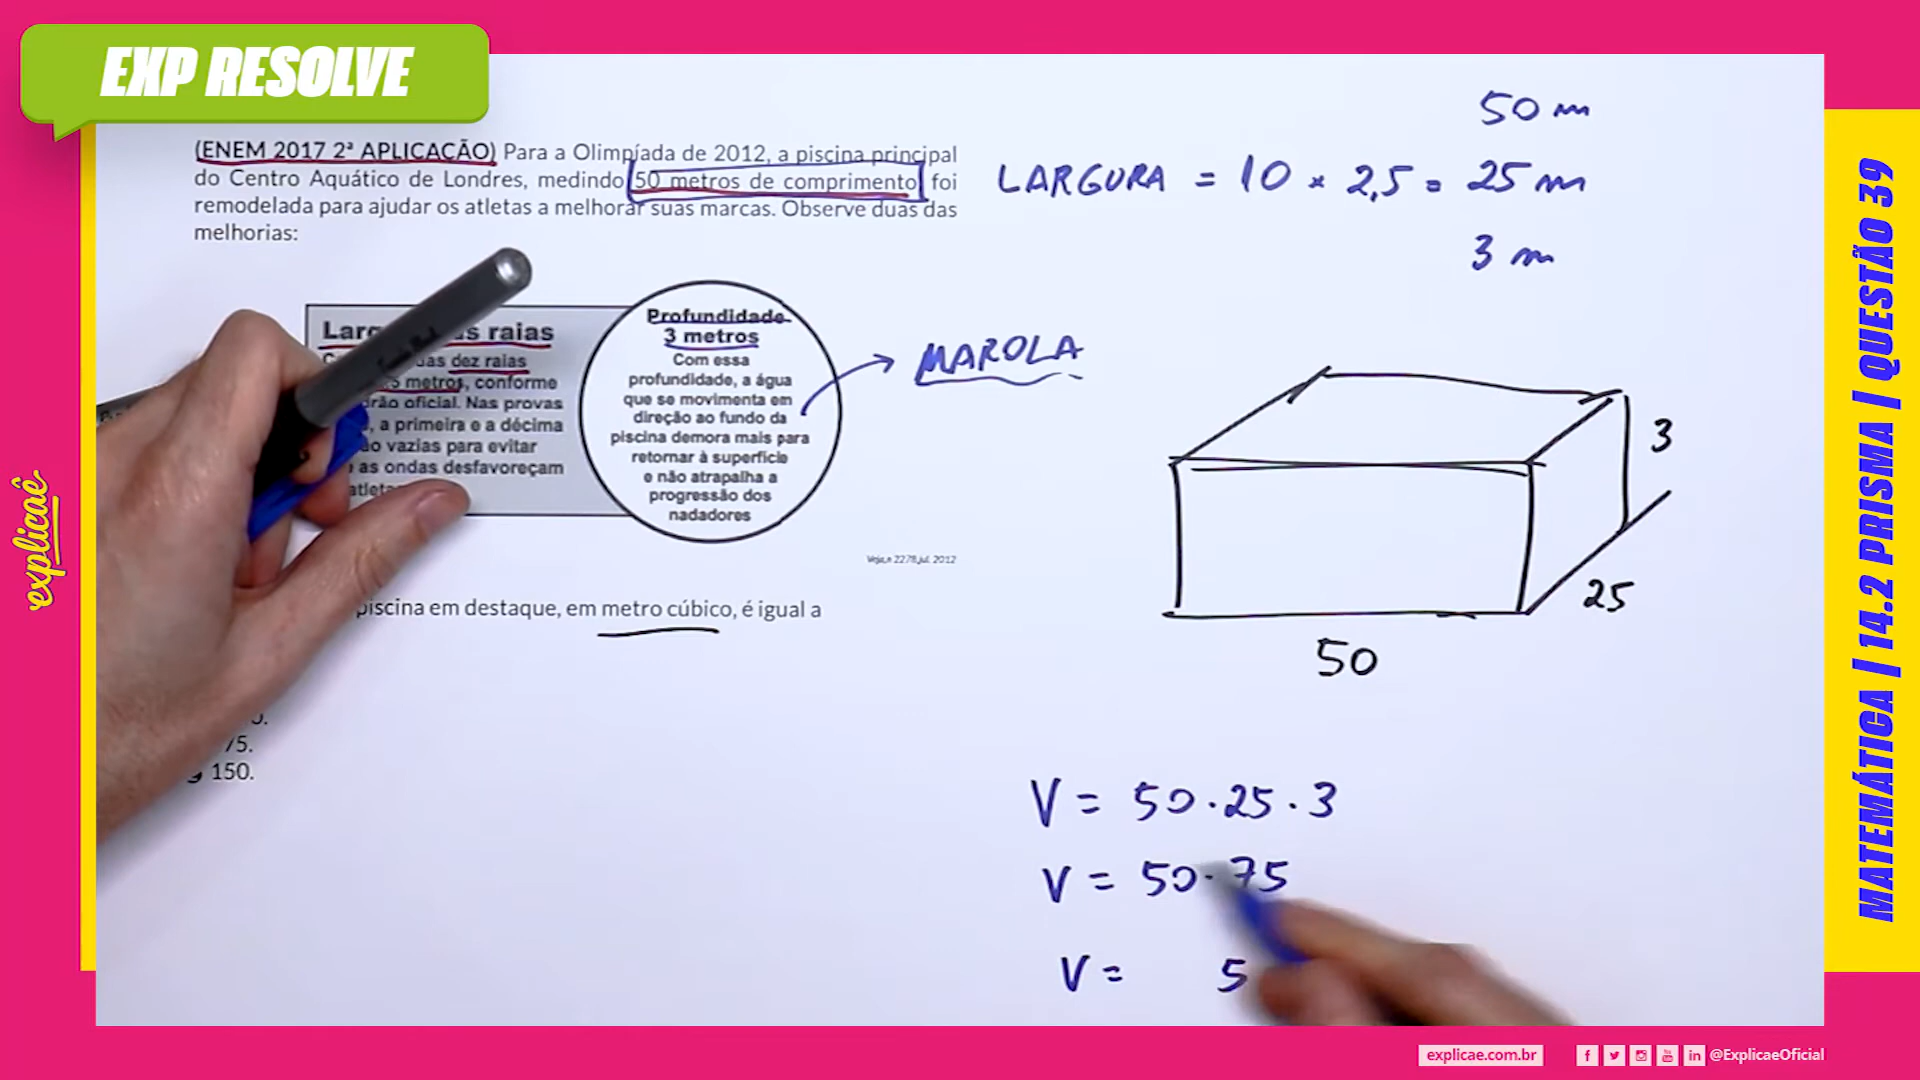 EXP RESOLVE
(ENEM 2017 2ª APLICAÇÃO) Para a Olimpíada de 2012, a piscina principal
do Centro Aquático de Londres, medindo 50 metros de comprimento, foi
remodelada para ajudar os atletas a melhorar suas marcas. Observe duas das
melhorias:
raias
dez raias
metros, conforme
oficial. Nas provas
a primeira e a décima
vazias para evitar
as ondas desfavoreçam
Profundidade
3 metros
Com essa
profundidade, a água
que se movimenta em
direção ao fundo da
piscina demora mais para
retornar à superfície
e não atrapalha a
progressão dos
nadadores
Veja, n 2278, jul. 2012
piscina em destaque, em metro cúbico, é igual a
75.
150.
50 m
LARGURA = 10 × 2,5 = 25 m
3 m
MAROLA
3
25
50
V = 50 · 25 · 3
V = 50 · 75
V = 5
explicaê
MATEMÁTICA | 14.2 PRISMA | QUESTÃO 39
explicae.com.br
@ExplicaeOficial